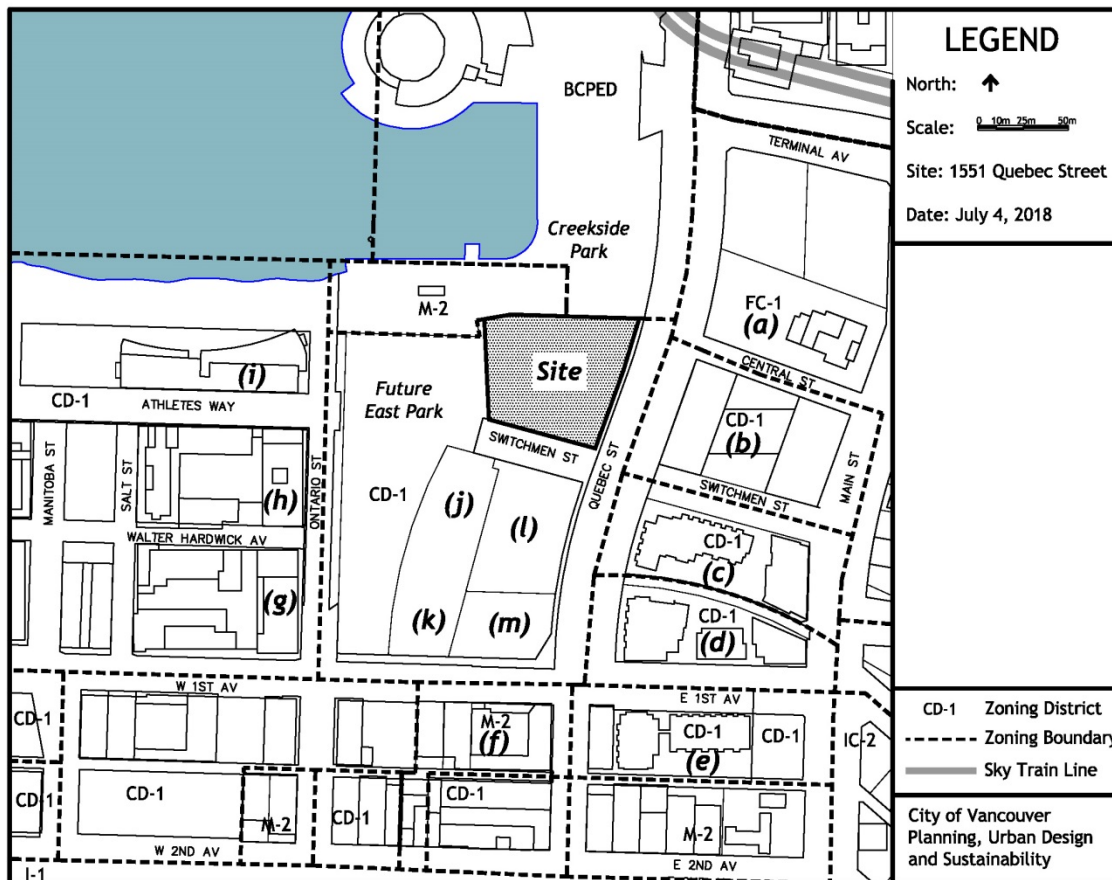 BCPED
TERMINAL AV
Creekside
Park
M-2
FC-1
(a)
Site
CENTRAL ST
(i)
CD-1
ATHLETES WAY
Future
East Park
CD-1
(b)
SWITCHMEN ST
SWITCHMEN ST
QUEBEC ST
MAIN ST
MANITOBA ST
SALT ST
(h)
ONTARIO ST
CD-1
(j)
(l)
WALTER HARDWICK AV
CD-1
(c)
(g)
(k)
(m)
CD-1
(d)
W 1ST AV
E 1ST AV
CD-1
M-2
(f)
CD-1
(e)
CD-1
IC-2
CD-1
CD-1
M-2
CD-1
CD-1
M-2
W 2ND AV
E 2ND AV
I-1
LEGEND
North:
Scale: 0 10m 25m 50m
Site: 1551 Quebec Street
Date: July 4, 2018
CD-1 Zoning District
Zoning Boundary
Sky Train Line
City of Vancouver
Planning, Urban Design
and Sustainability